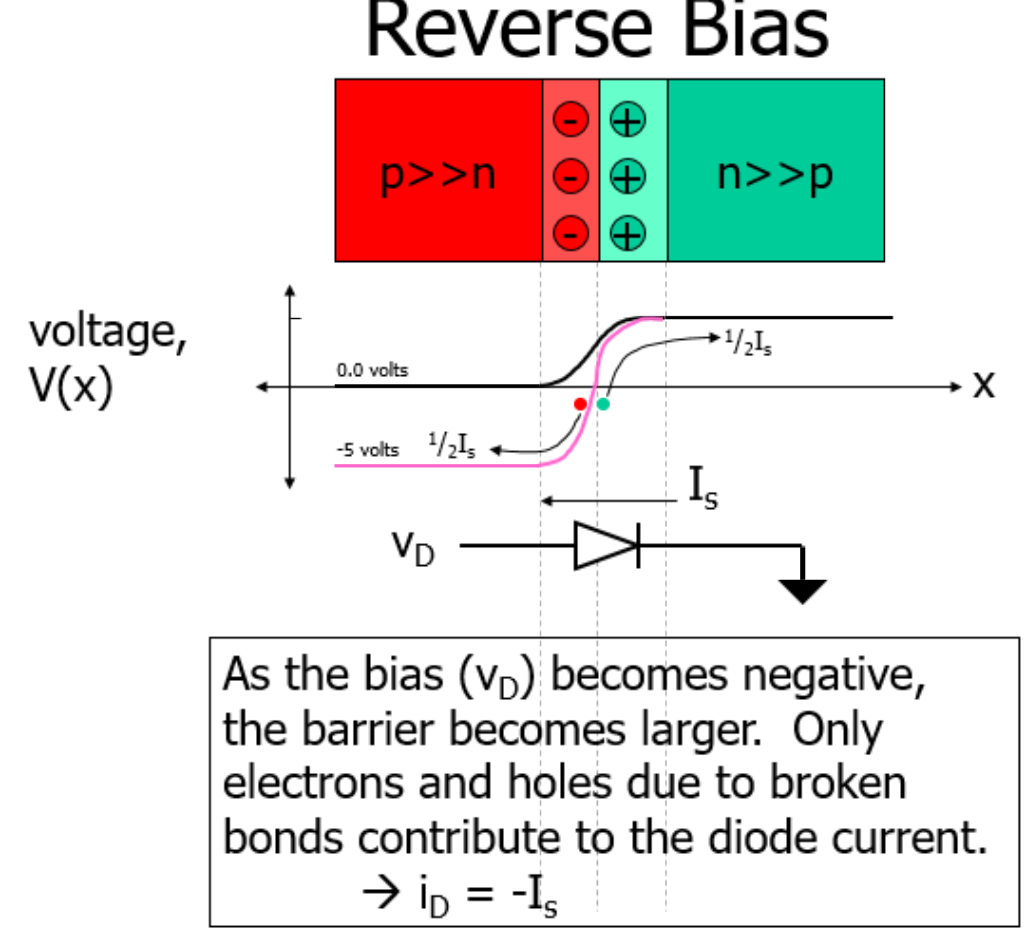 Reverse Bias
p>>n
-
+
n>>p
-
+
-
+
voltage,
V(x)
0.0 volts
1/2Is
x
-5 volts
1/2Is
Is
vD
As the bias (vD) becomes negative,
the barrier becomes larger. Only
electrons and holes due to broken
bonds contribute to the diode current.
→ iD = -Is